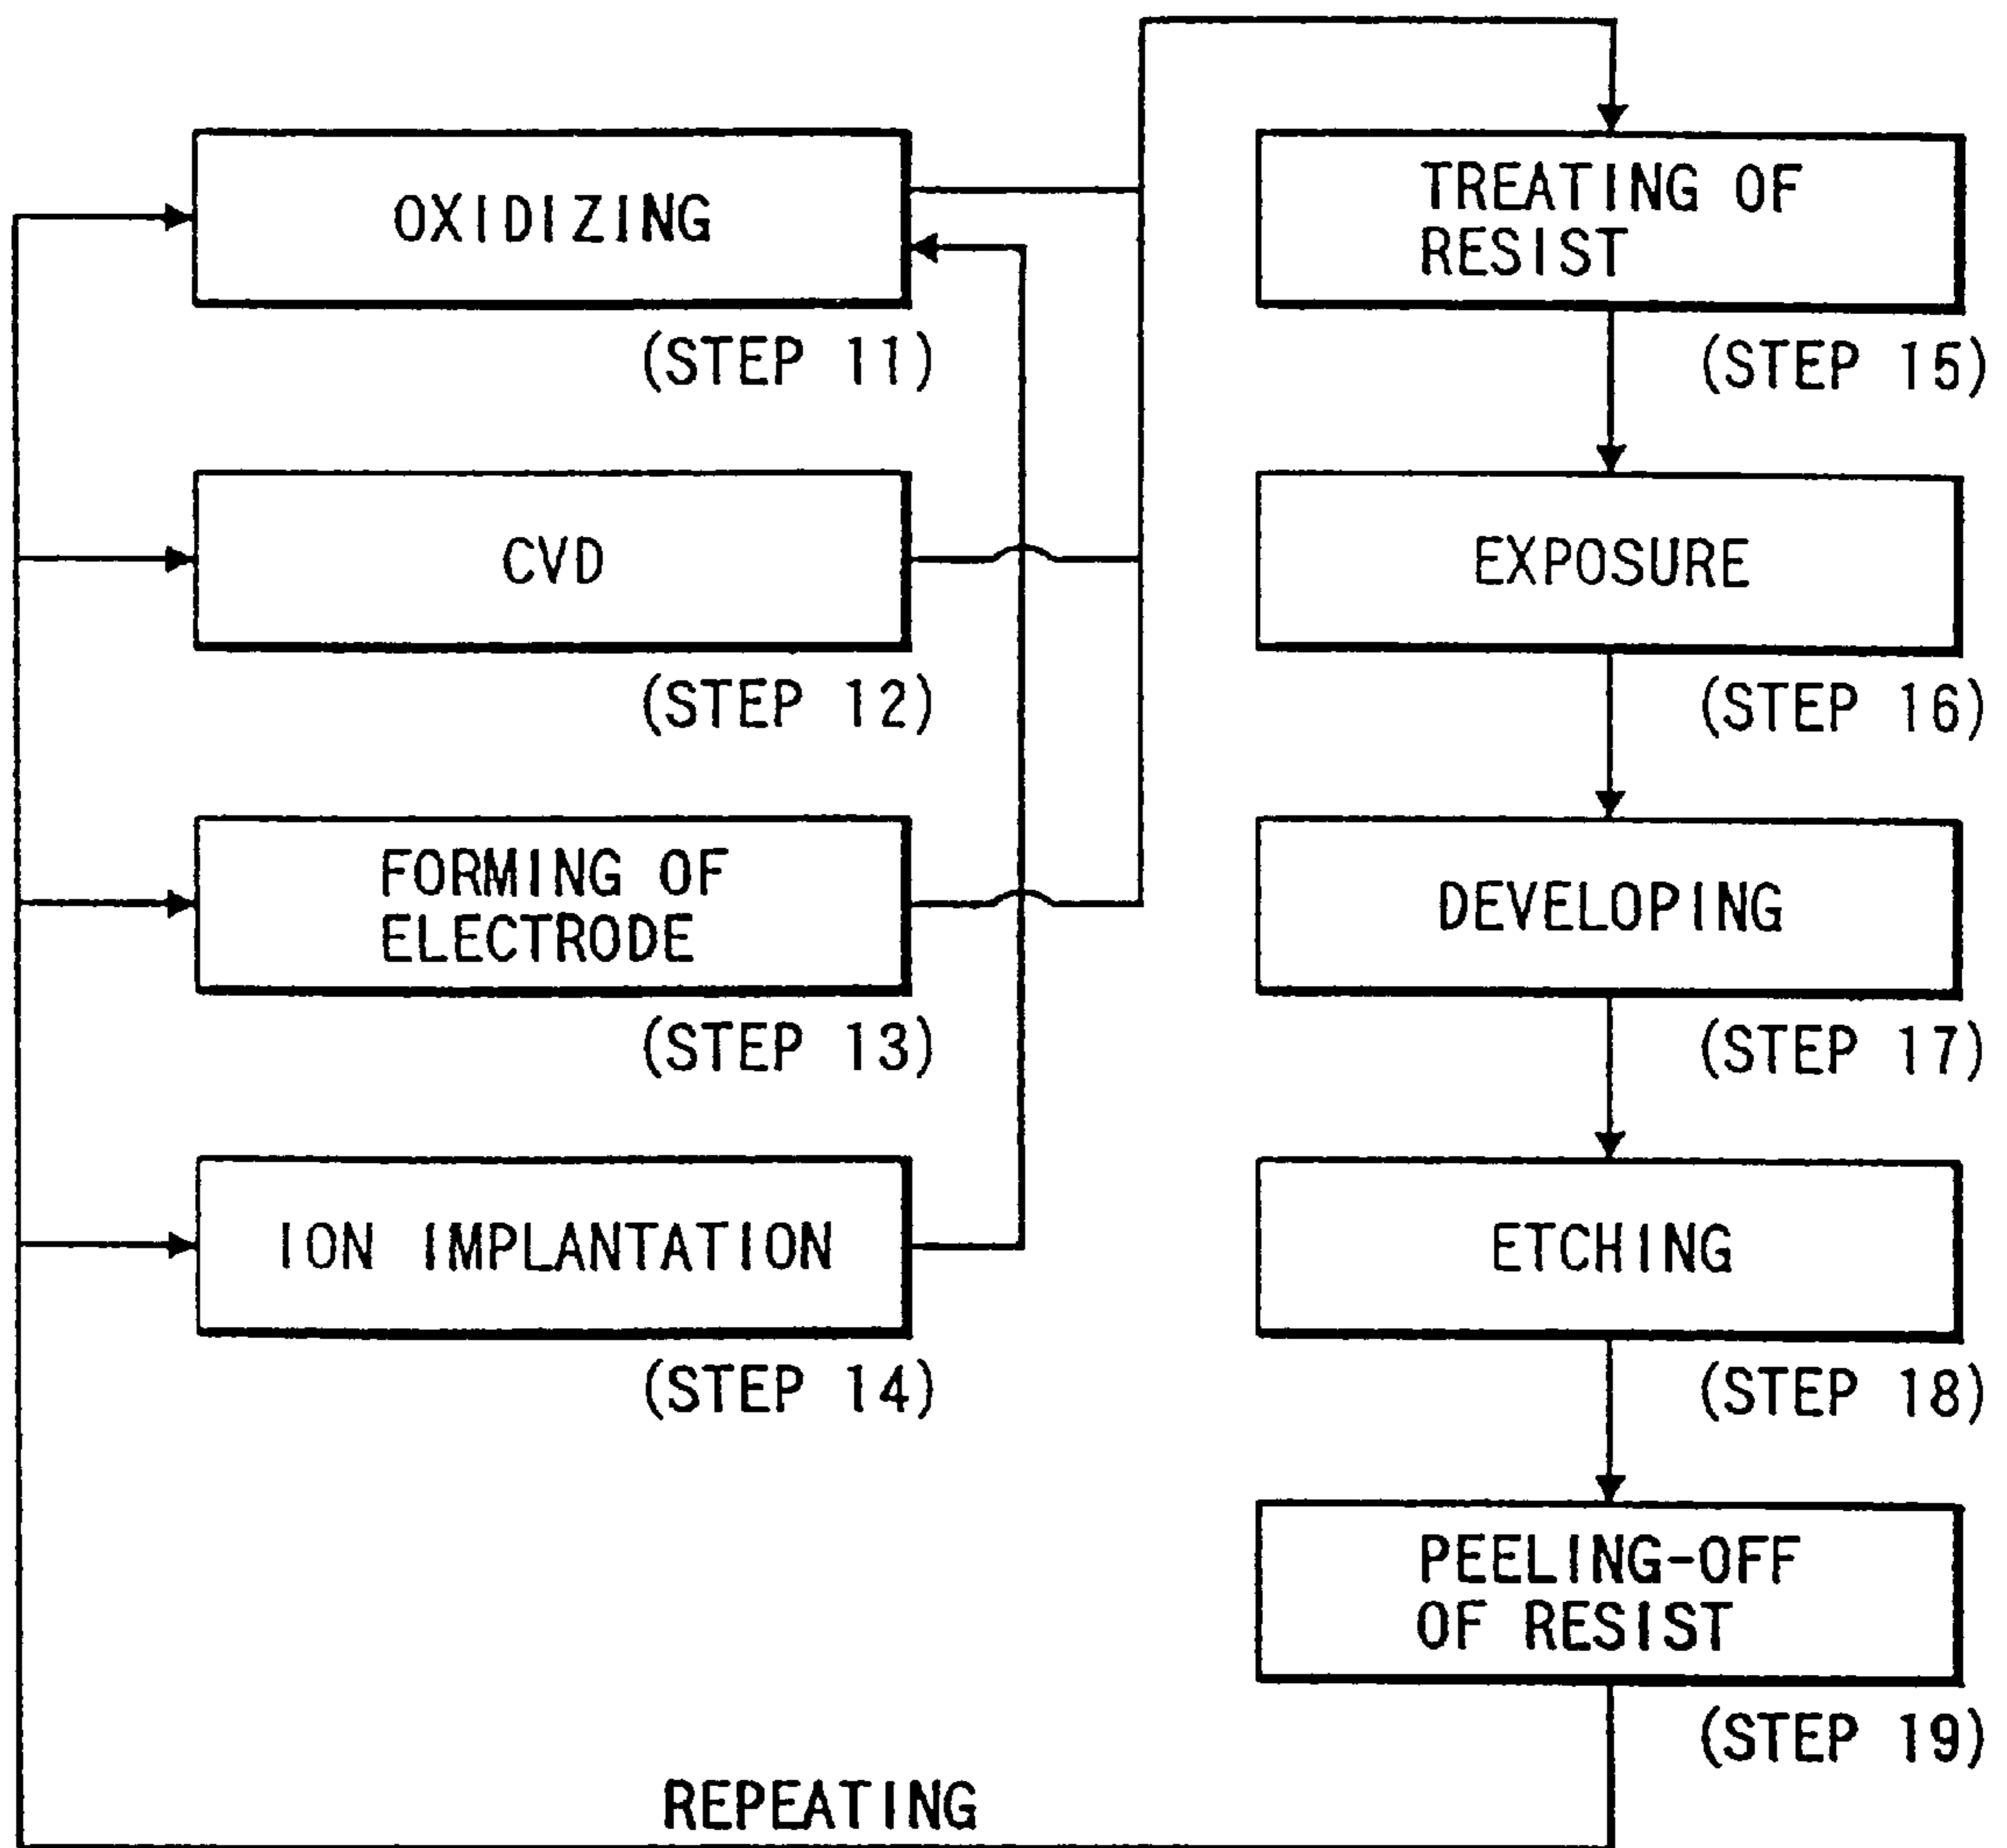 OXIDIZING
(STEP 11)
CVD
(STEP 12)
FORMING OF
ELECTRODE
(STEP 13)
ION IMPLANTATION
(STEP 14)
TREATING OF
RESIST
(STEP 15)
EXPOSURE
(STEP 16)
DEVELOPING
(STEP 17)
ETCHING
(STEP 18)
PEELING-OFF
OF RESIST
(STEP 19)
REPEATING